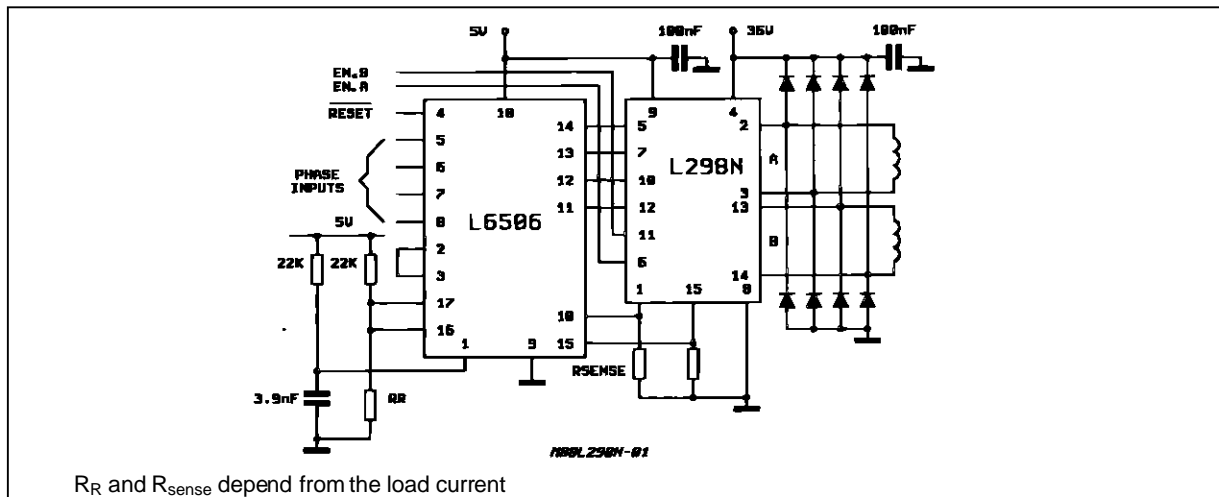 5V
100nF
36V
100nF
EN.B
EN.A
RESET
4
10
9
4
5
14
5
2
13
7
A
6
PHASE
INPUTS
L298N
12
10
7
3
L6506
11
12
13
8
5V
11
B
2
22K
22K
6
3
14
1
15
8
17
10
16
1
9
15
RSENSE
3.9nF
RR
M80L298N-01
RR and Rsense depend from the load current